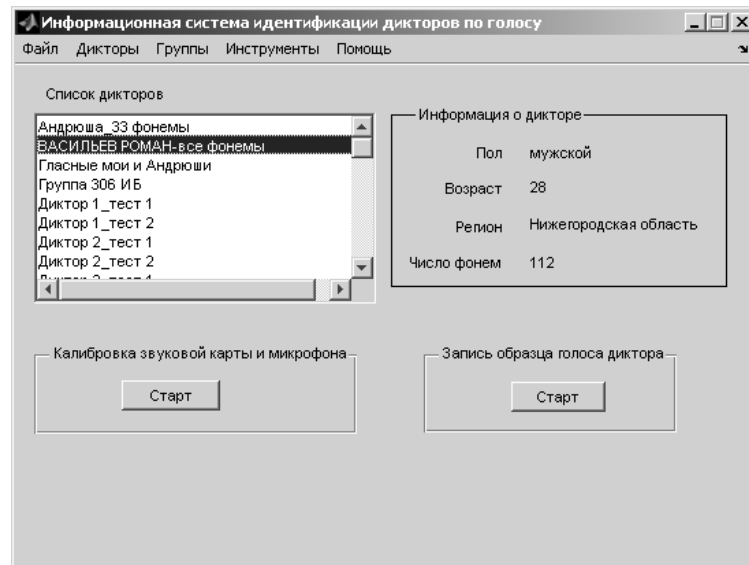 Информационная система идентификации дикторов по голосу
Файл Дикторы Группы Инструменты Помощь
Список дикторов
Андрюша_33 фонемы
ВАСИЛЬЕВ РОМАН-все фонемы
Гласные мои и Андрюши
Группа 306 ИБ
Диктор 1_тест 1
Диктор 1_тест 2
Диктор 2_тест 1
Диктор 2_тест 2
Информация о дикторе
Пол мужской
Возраст 28
Регион Нижегородская область
Число фонем 112
Калибровка звуковой карты и микрофона
Старт
Запись образца голоса диктора
Старт